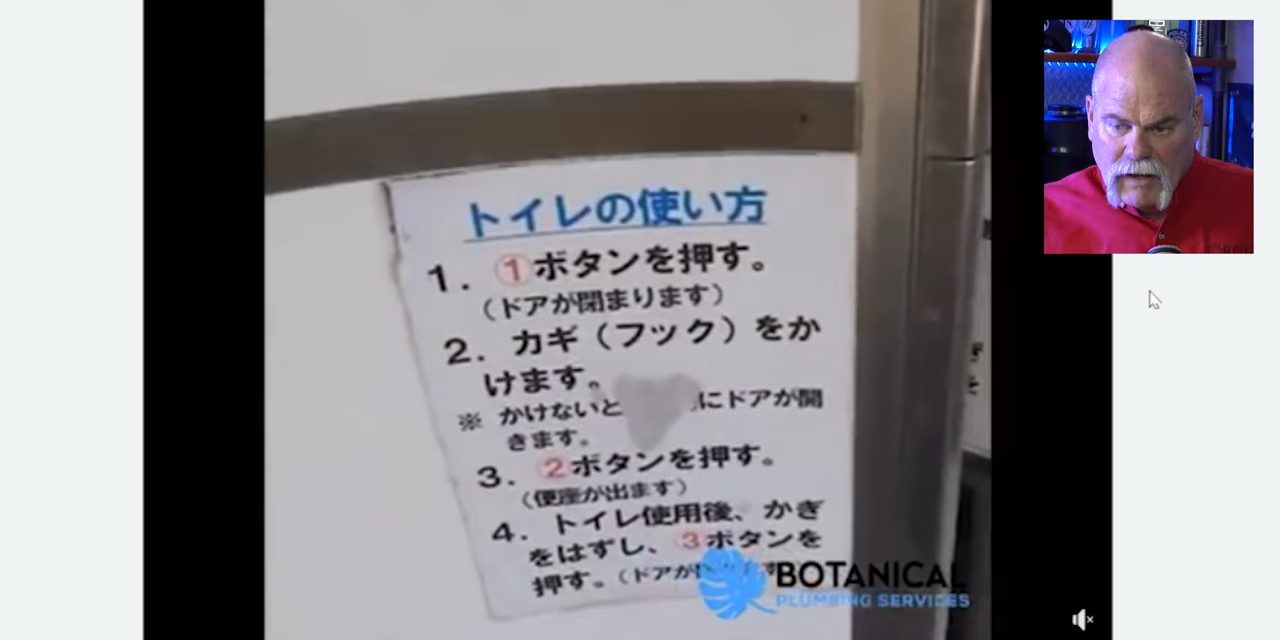 トイレの使い方
1. ①ボタンを押す。
(ドアが閉まります)
2. カギ(フック)をか
けます。
※ かけないと にドアが開
きます。
3. ②ボタンを押す。
(便座が出ます)
4. トイレ使用後、かぎ
をはずし、③ボタンを
押す。(ドアが
BOTANICAL
PLUMBING SERVICES